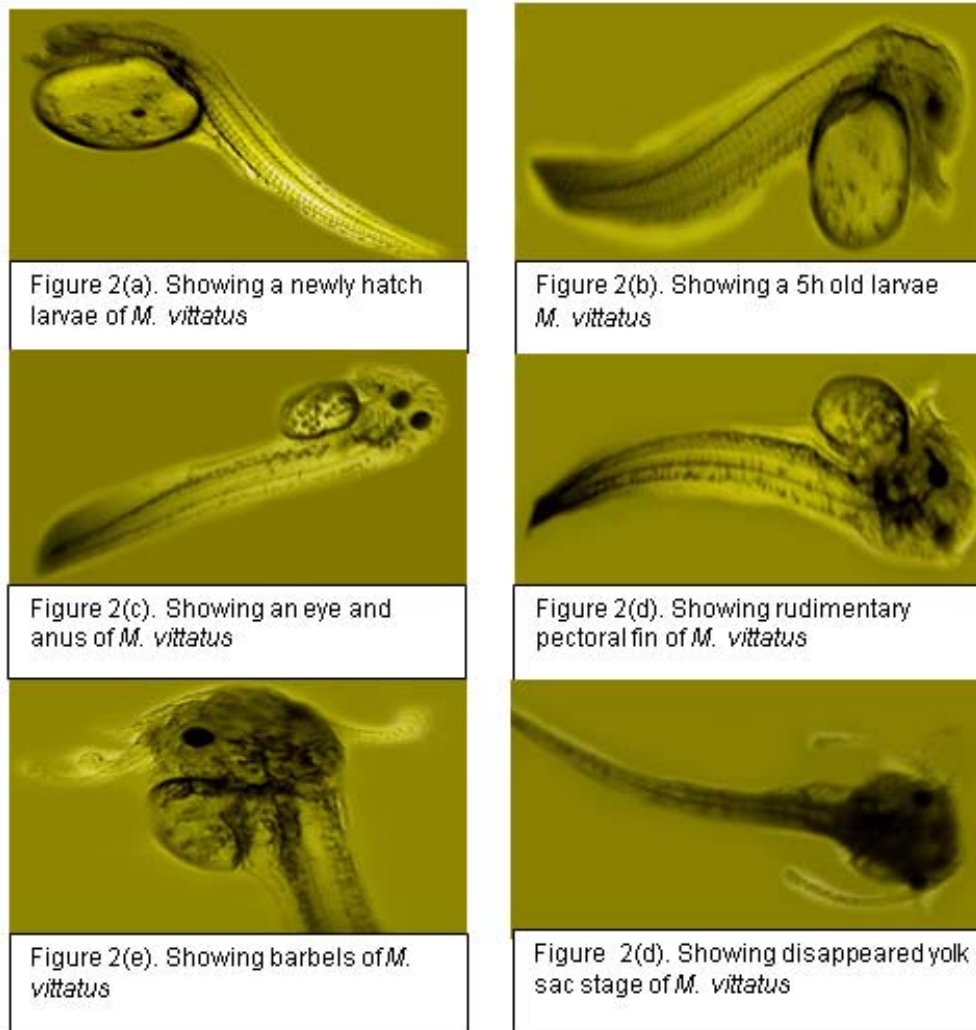 Figure 2(a). Showing a newly hatch
larvae of M. vittatus
Figure 2(b). Showing a 5h old larvae
M. vittatus
Figure 2(c). Showing an eye and
anus of M. vittatus
Figure 2(d). Showing rudimentary
pectoral fin of M. vittatus
Figure 2(e). Showing barbels of M.
vittatus
Figure 2(d). Showing disappeared yolk
sac stage of M. vittatus